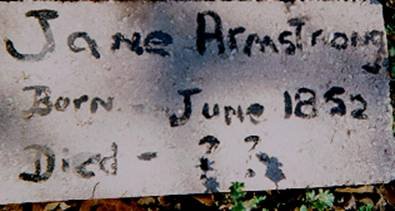 Jane Armstrong
Born - June 1852
Died - ??